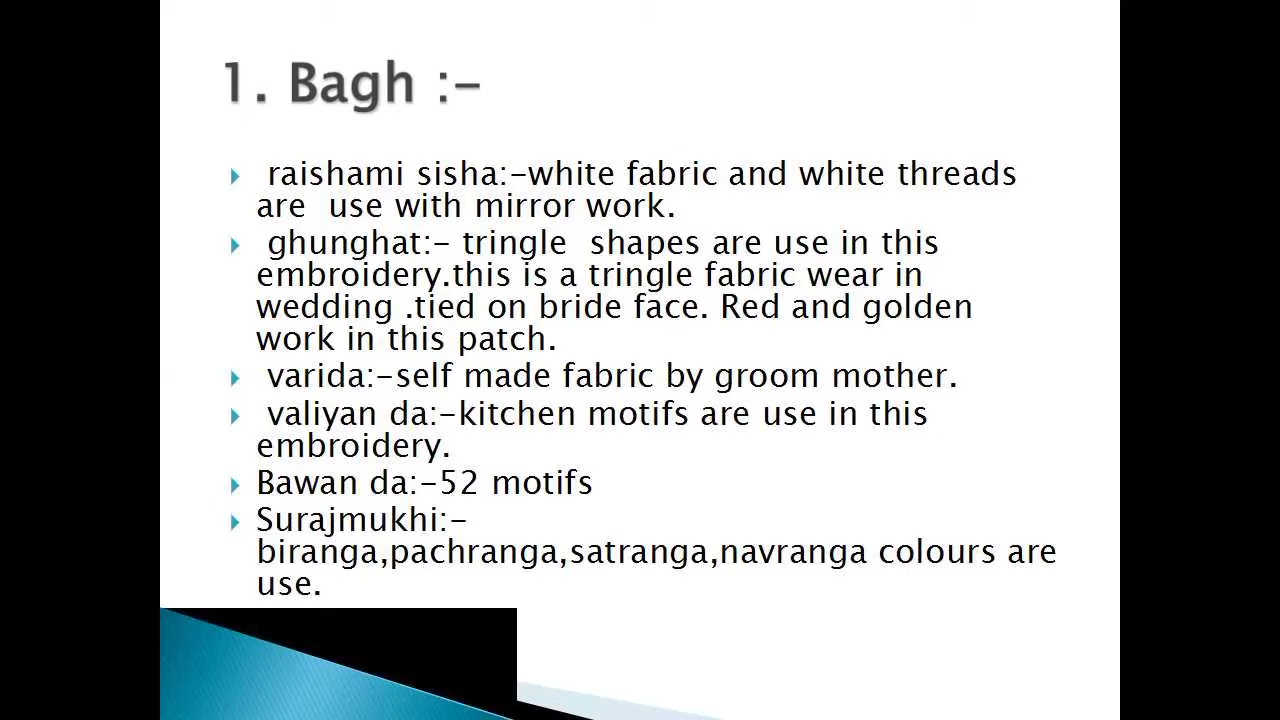 1. Bagh :-
raishami sisha:-white fabric and white threads
are use with mirror work.
ghunghat:- tringle shapes are use in this
embroidery.this is a tringle fabric wear in
wedding .tied on bride face. Red and golden
work in this patch.
varida:-self made fabric by groom mother.
valiyan da:-kitchen motifs are use in this
embroidery.
Bawan da:-52 motifs
Surajmukhi:-
biranga,pachranga,satranga,navranga colours are
use.